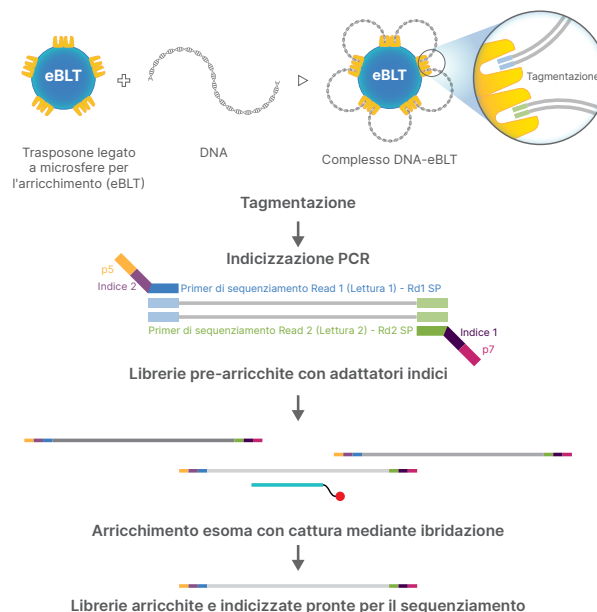 eBLT
eBLT
Tagmentazione
Trasposone legato
a microsfere per
l'arricchimento (eBLT)
DNA
Complesso DNA-eBLT
Tagmentazione
Indicizzazione PCR
p5
Indice 2
Primer di sequenziamento Read 1 (Lettura 1) - Rd1 SP
Primer di sequenziamento Read 2 (Lettura 2) - Rd2 SP
Indice 1
p7
Librerie pre-arricchite con adattatori indici
Arricchimento esoma con cattura mediante ibridazione
Librerie arricchite e indicizzate pronte per il sequenziamento